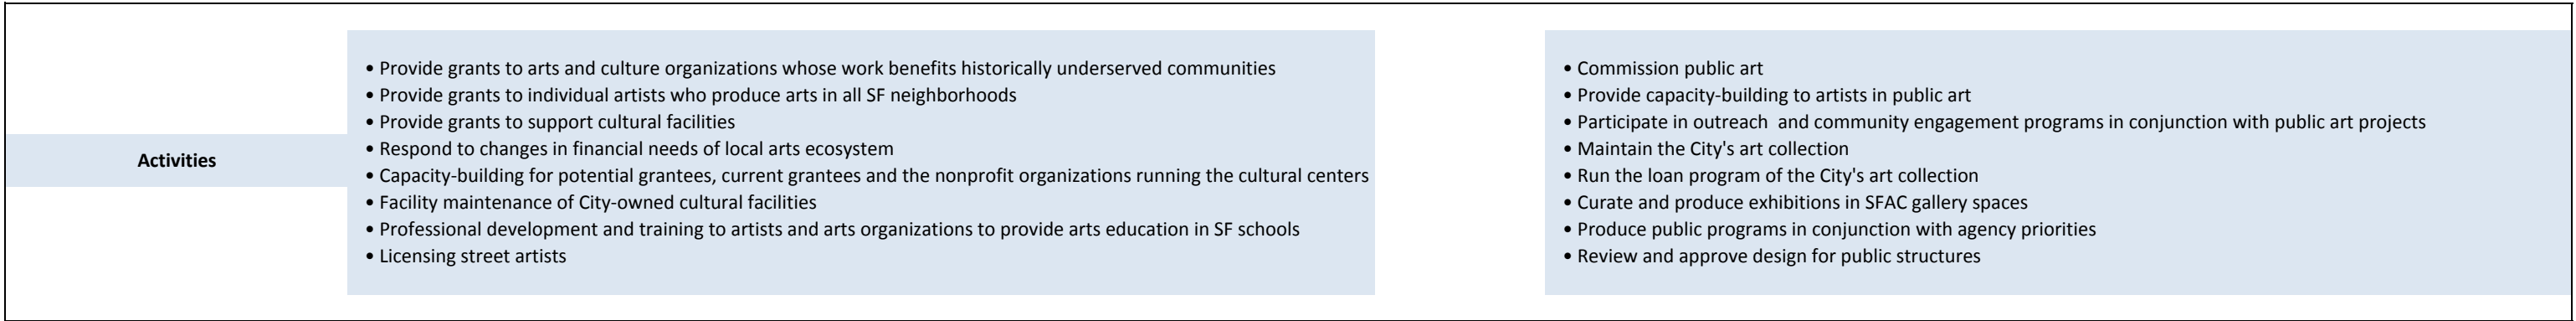 Activities
• Provide grants to arts and culture organizations whose work benefits historically underserved communities
• Provide grants to individual artists who produce arts in all SF neighborhoods
• Provide grants to support cultural facilities
• Respond to changes in financial needs of local arts ecosystem
• Capacity-building for potential grantees, current grantees and the nonprofit organizations running the cultural centers
• Facility maintenance of City-owned cultural facilities
• Professional development and training to artists and arts organizations to provide arts education in SF schools
• Licensing street artists
• Commission public art
• Provide capacity-building to artists in public art
• Participate in outreach  and community engagement programs in conjunction with public art projects
• Maintain the City's art collection
• Run the loan program of the City's art collection
• Curate and produce exhibitions in SFAC gallery spaces
• Produce public programs in conjunction with agency priorities
• Review and approve design for public structures